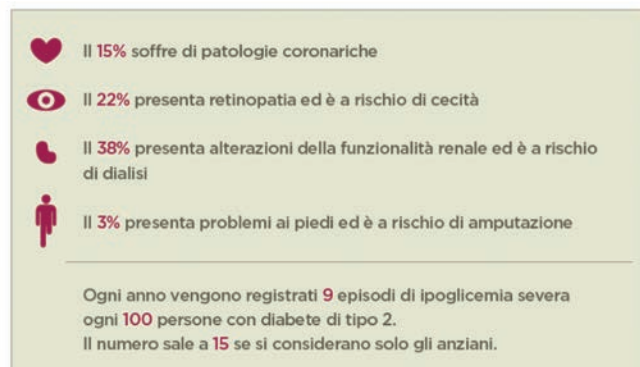 Il 15% soffre di patologie coronariche
Il 22% presenta retinopatia ed è a rischio di cecità
Il 38% presenta alterazioni della funzionalità renale ed è a rischio
di dialisi
Il 3% presenta problemi ai piedi ed è a rischio di amputazione
Ogni anno vengono registrati 9 episodi di ipoglicemia severa
ogni 100 persone con diabete di tipo 2.
Il numero sale a 15 se si considerano solo gli anziani.